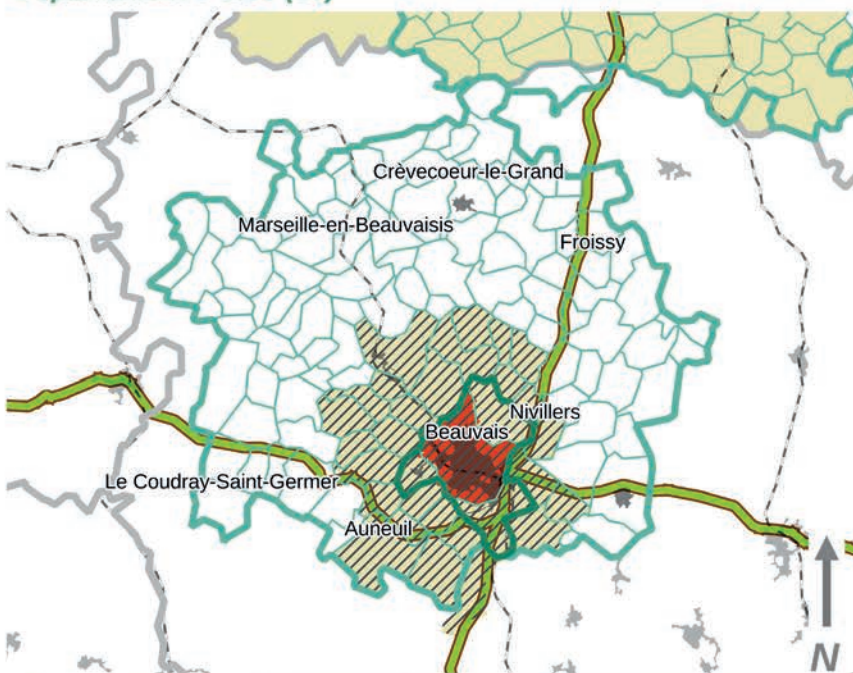 Crèvecoeur-le-Grand
Marseille-en-Beauvaisis
Froissy
Nivillers
Beauvais
Le Coudray-Saint-Germer
Auneuil
N